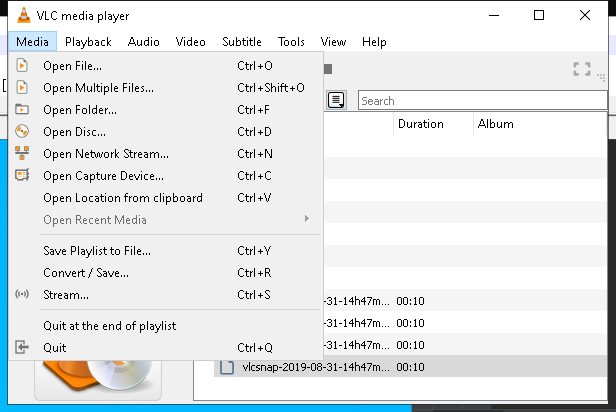 VLC media player
Media Playback Audio Video Subtitle Tools View Help
Open File... Ctrl+O
Open Multiple Files... Ctrl+Shift+O
Open Folder... Ctrl+F
Open Disc... Ctrl+D
Open Network Stream... Ctrl+N
Open Capture Device... Ctrl+C
Open Location from clipboard Ctrl+V
Open Recent Media
Save Playlist to File... Ctrl+Y
Convert / Save... Ctrl+R
Stream... Ctrl+S
Quit at the end of playlist
Quit Ctrl+Q
Search
Duration Album
-31-14h47m... 00:10
-31-14h47m... 00:10
-31-14h47m... 00:10
vlcsnap-2019-08-31-14h47m... 00:10